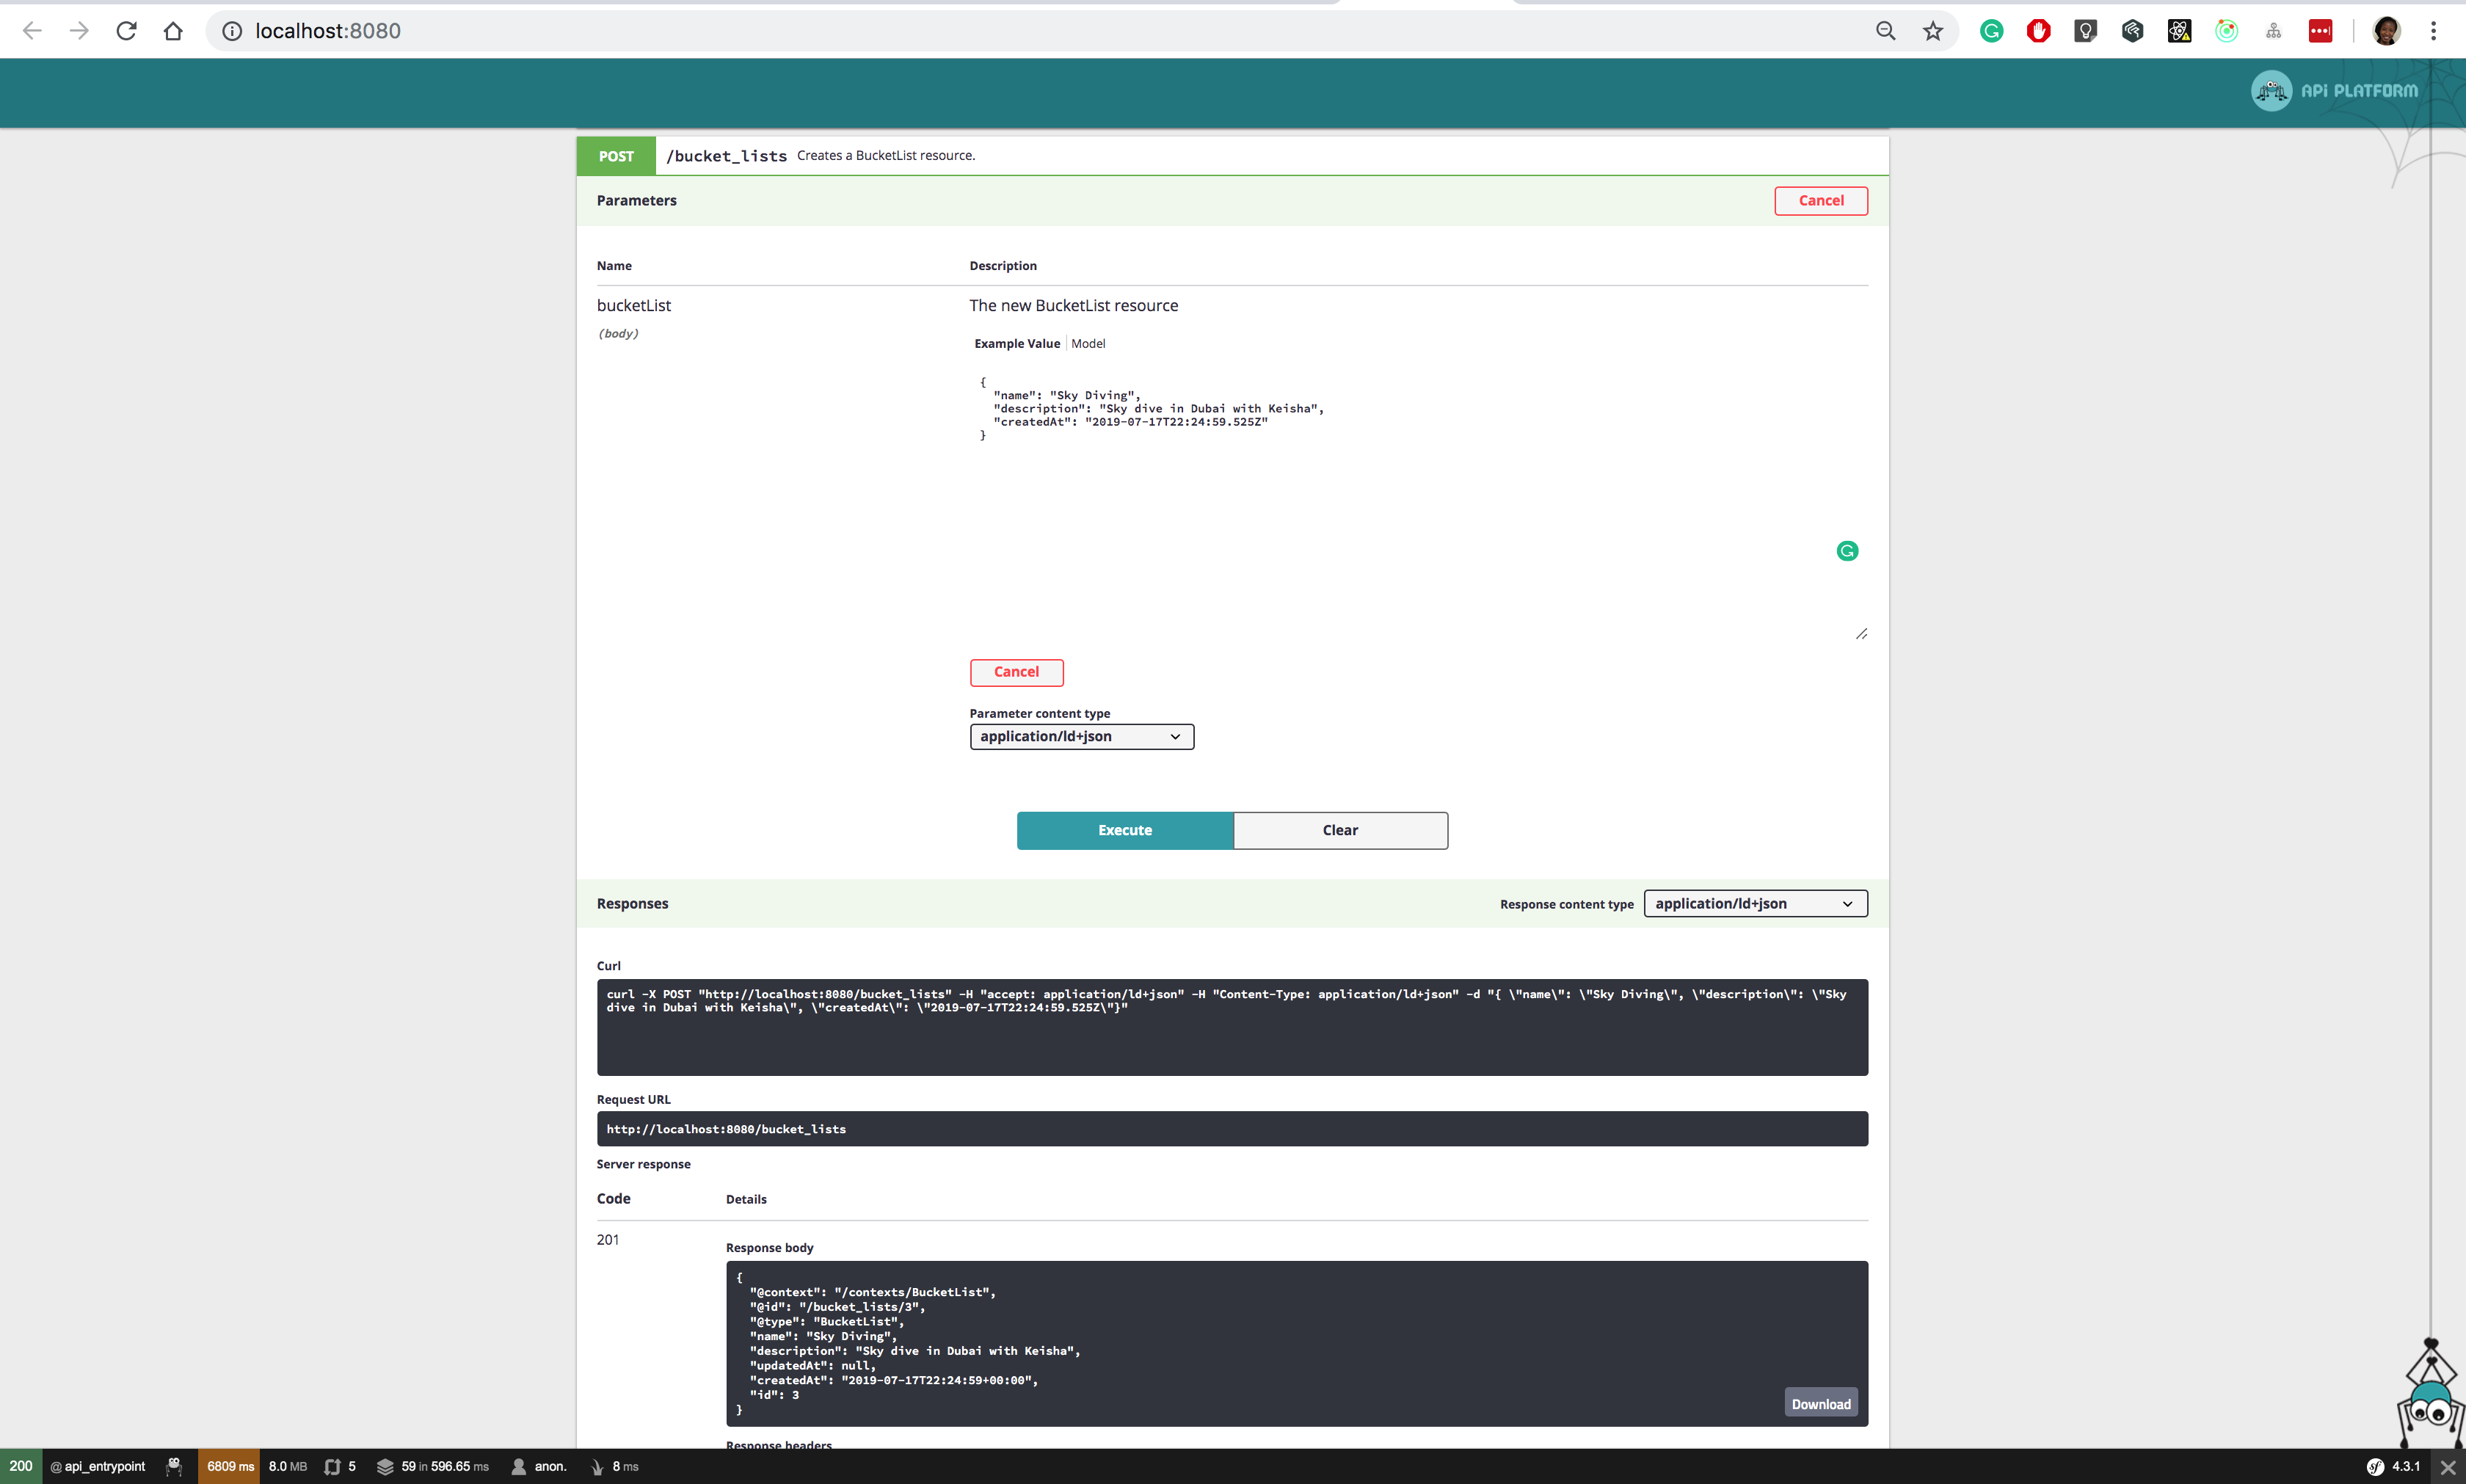 localhost:8080
API PLATFORM
POST /bucket_lists Creates a BucketList resource.
Parameters Cancel
Name Description
bucketList The new BucketList resource
(body)
Example Value Model
{
"name": "Sky Diving",
"description": "Sky dive in Dubai with Keisha",
"createdAt": "2019-07-17T22:24:59.525Z"
}
Cancel
Parameter content type
application/ld+json
Execute Clear
Responses Response content type application/ld+json
Curl
curl -X POST "http://localhost:8080/bucket_lists" -H "accept: application/ld+json" -H "Content-Type: application/ld+json" -d "{ \"name\": \"Sky Diving\", \"description\": \"Sky
dive in Dubai with Keisha\", \"createdAt\": \"2019-07-17T22:24:59.525Z\"}"
Request URL
http://localhost:8080/bucket_lists
Server response
Code Details
201
Response body
{
"@context": "/contexts/BucketList",
"@id": "/bucket_lists/3",
"@type": "BucketList",
"name": "Sky Diving",
"description": "Sky dive in Dubai with Keisha",
"updatedAt": null,
"createdAt": "2019-07-17T22:24:59+00:00",
"id": 3
}
Download
Response headers
200 @ api_entrypoint 6809 ms 8.0 MB 5 59 in 596.65 ms anon. 8 ms 4.3.1